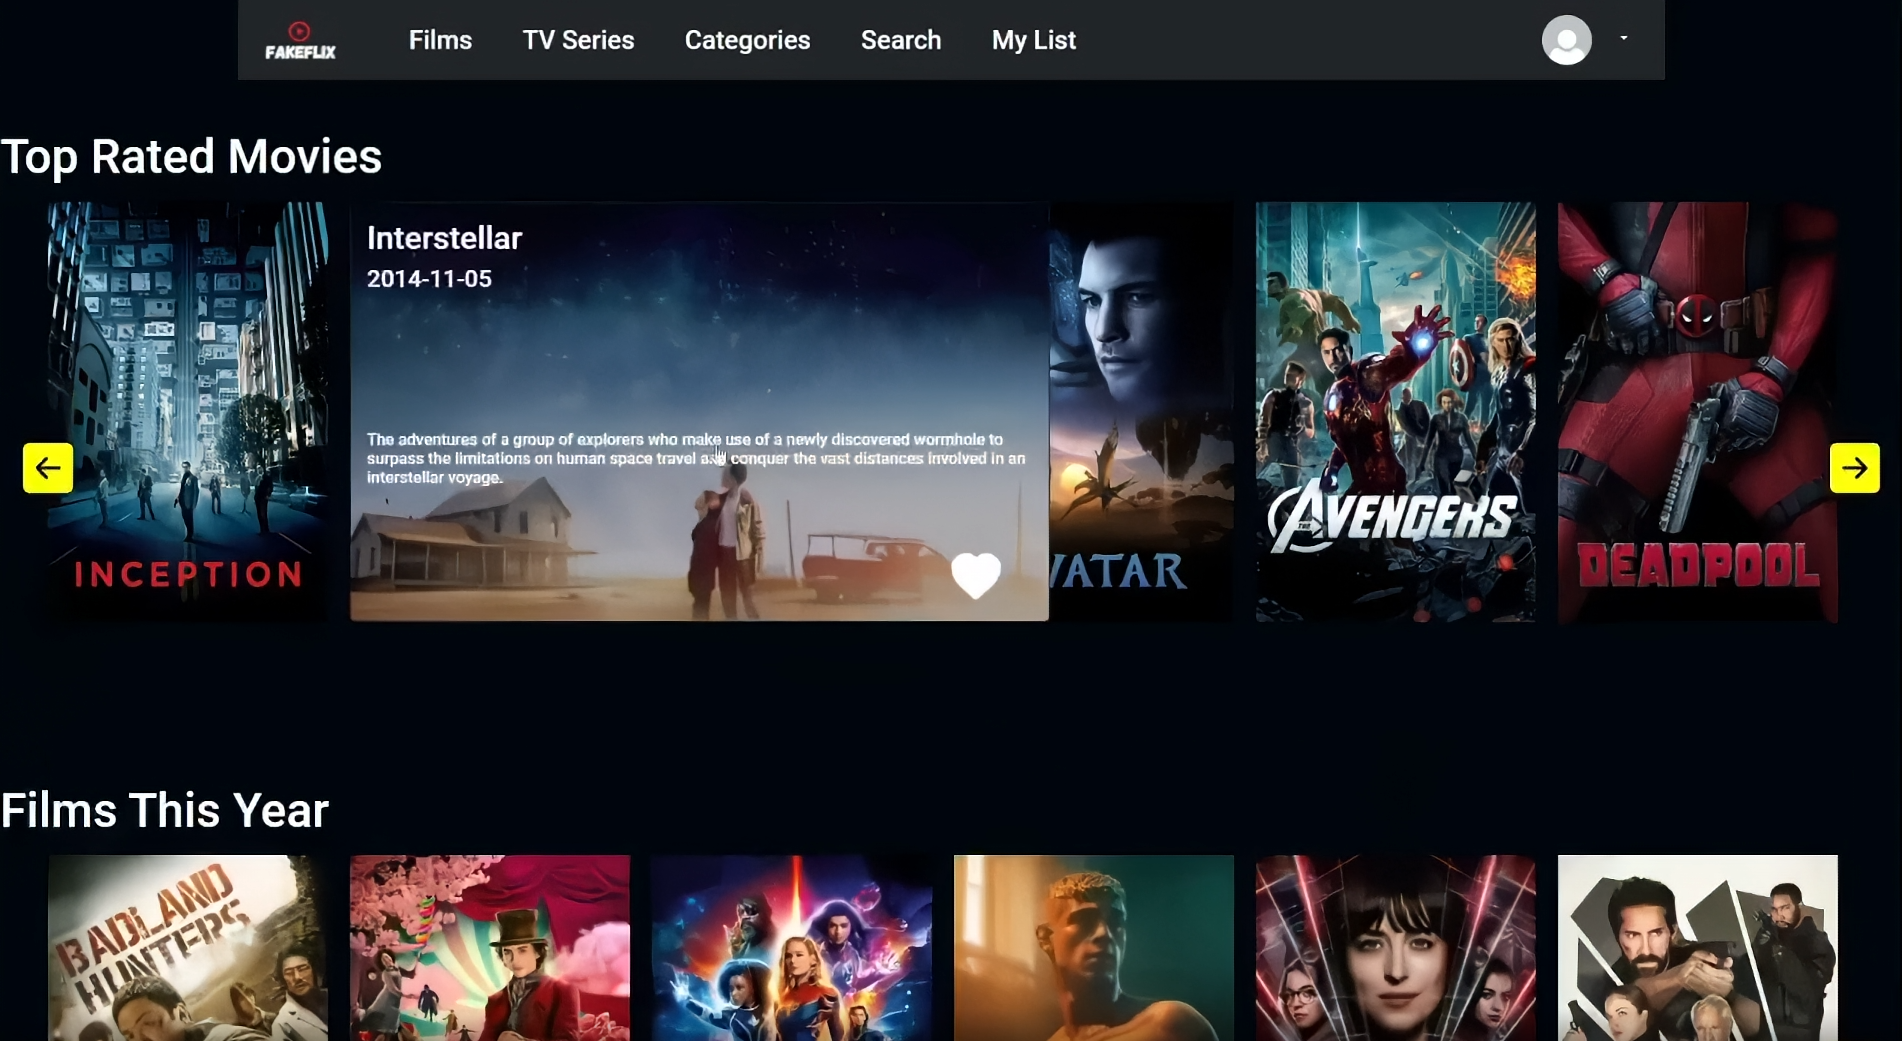 FAKEFLIX
Films
TV Series
Categories
Search
My List
Top Rated Movies
INCEPTION
Interstellar
2014-11-05
The adventures of a group of explorers who make use of a newly discovered wormhole to
surpass the limitations on human space travel and conquer the vast distances involved in an
interstellar voyage.
VATAR
THE AVENGERS
DEADPOOL
Films This Year
BADLAND
HUNTERS